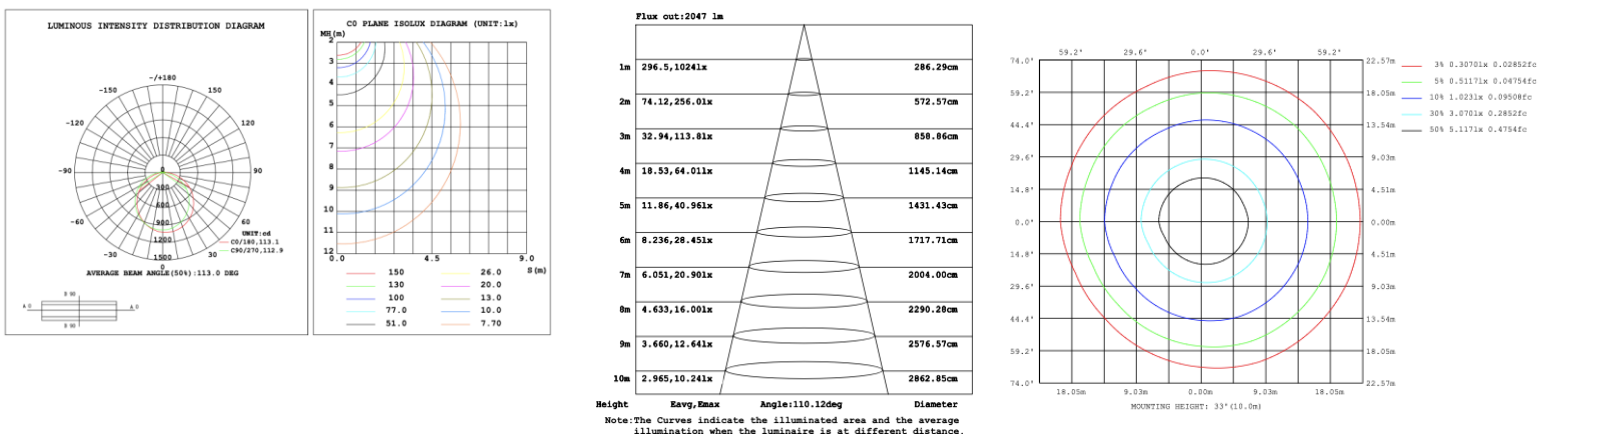 LUMINOUS INTENSITY DISTRIBUTION DIAGRAM
-/+180
-150 150
-120 120
-90 0 90
300
600
-60 900 60
1200
-30 1500 30
0
UNIT:cd
C0/180,113.1
C90/270,112.9
AVERAGE BEAM ANGLE(50%):113.0 DEG
C0 PLANE ISOLUX DIAGRAM (UNIT:lx)
MH(m)
2
3
4
5
6
7
8
9
10
11
12
0.0 4.5 9.0
S(m)
150 26.0
130 20.0
100 13.0
77.0 10.0
51.0 7.70
Flux out:2047 lm
1m 296.5,1024lx 286.29cm
2m 74.12,256.0lx 572.57cm
3m 32.94,113.8lx 858.86cm
4m 18.53,64.01lx 1145.14cm
5m 11.86,40.96lx 1431.43cm
6m 8.236,28.45lx 1717.71cm
7m 6.051,20.90lx 2004.00cm
8m 4.633,16.00lx 2290.28cm
9m 3.660,12.64lx 2576.57cm
10m 2.965,10.24lx 2862.85cm
Height Eavg,Emax Angle:110.12deg Diameter
Note:The Curves indicate the illuminated area and the average
illumination when the luminaire is at different distance.
59.2° 29.6° 0.0° 29.6° 59.2°
74.0° 22.57m
59.2° 18.05m
44.4° 13.54m
29.6° 9.03m
14.8° 4.51m
0.0° 0.00m
14.8° 4.51m
29.6° 9.03m
44.4° 13.54m
59.2° 18.05m
74.0° 22.57m
18.05m 9.03m 0.00m 9.03m 18.05m
MOUNTING HEIGHT: 33"(10.0m)
3% 0.3070lx 0.02852fc
5% 0.5117lx 0.04754fc
10% 1.023lx 0.09508fc
30% 3.070lx 0.2852fc
50% 5.117lx 0.4754fc